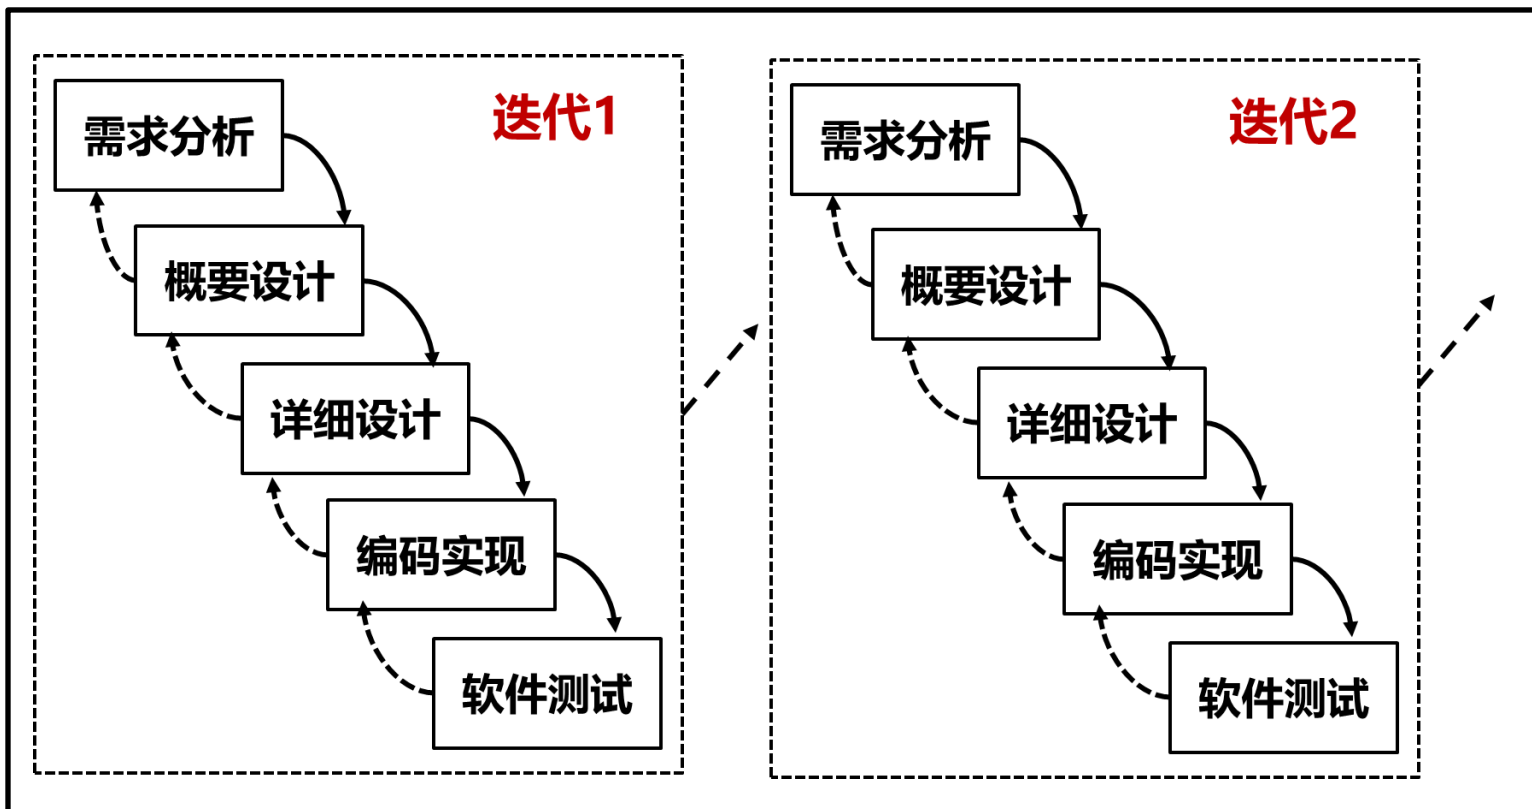 迭代1
需求分析
概要设计
详细设计
编码实现
软件测试
迭代2
需求分析
概要设计
详细设计
编码实现
软件测试